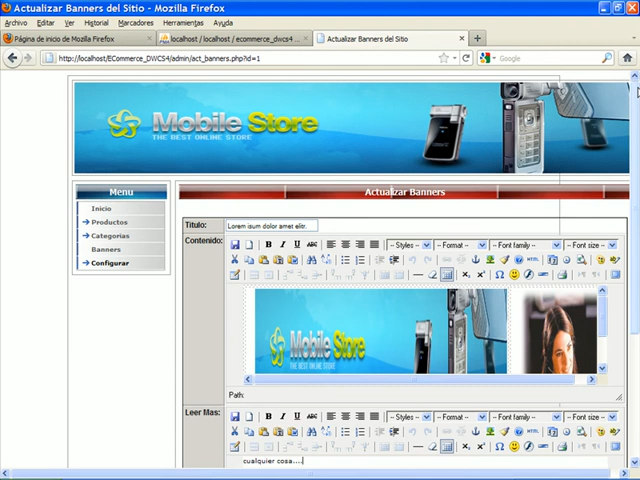 Actualizar Banners del Sitio - Mozilla Firefox
Archivo Editar Ver Historial Marcadores Herramientas Ayuda
Página de inicio de Mozilla Firefox
localhost / localhost / ecommerce_dwcs4 ...
Actualizar Banners del Sitio
http://localhost/ECommerce_DWCS4/admin/act_banners.php?id=1
Google
Mobile Store
THE BEST ONLINE STORE
Menu
Actualizar Banners
Inicio
Productos
Categorias
Banners
Configurar
Titulo:
Lorem isum dolor amet elitr.
Contenido:
B I U ABC -- Styles -- -- Format -- -- Font family -- -- Font size --
Mobile Store
Path:
Leer Mas:
B I U ABC -- Styles -- -- Format -- -- Font family -- -- Font size --
cualquier cosa....